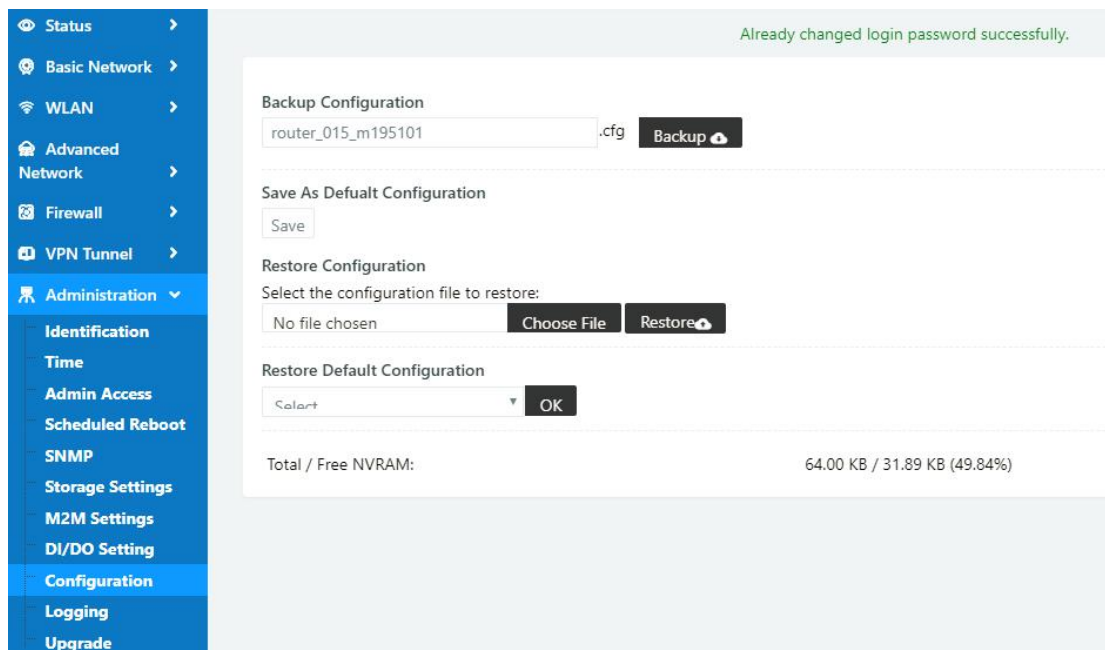 Status
Basic Network
WLAN
Advanced
Network
Firewall
VPN Tunnel
Administration
Identification
Time
Admin Access
Scheduled Reboot
SNMP
Storage Settings
M2M Settings
DI/DO Setting
Configuration
Logging
Upgrade
Already changed login password successfully.
Backup Configuration
router_015_m195101 .cfg Backup
Save As Defualt Configuration
Save
Restore Configuration
Select the configuration file to restore:
No file chosen Choose File Restore
Restore Default Configuration
Select OK
Total / Free NVRAM: 64.00 KB / 31.89 KB (49.84%)